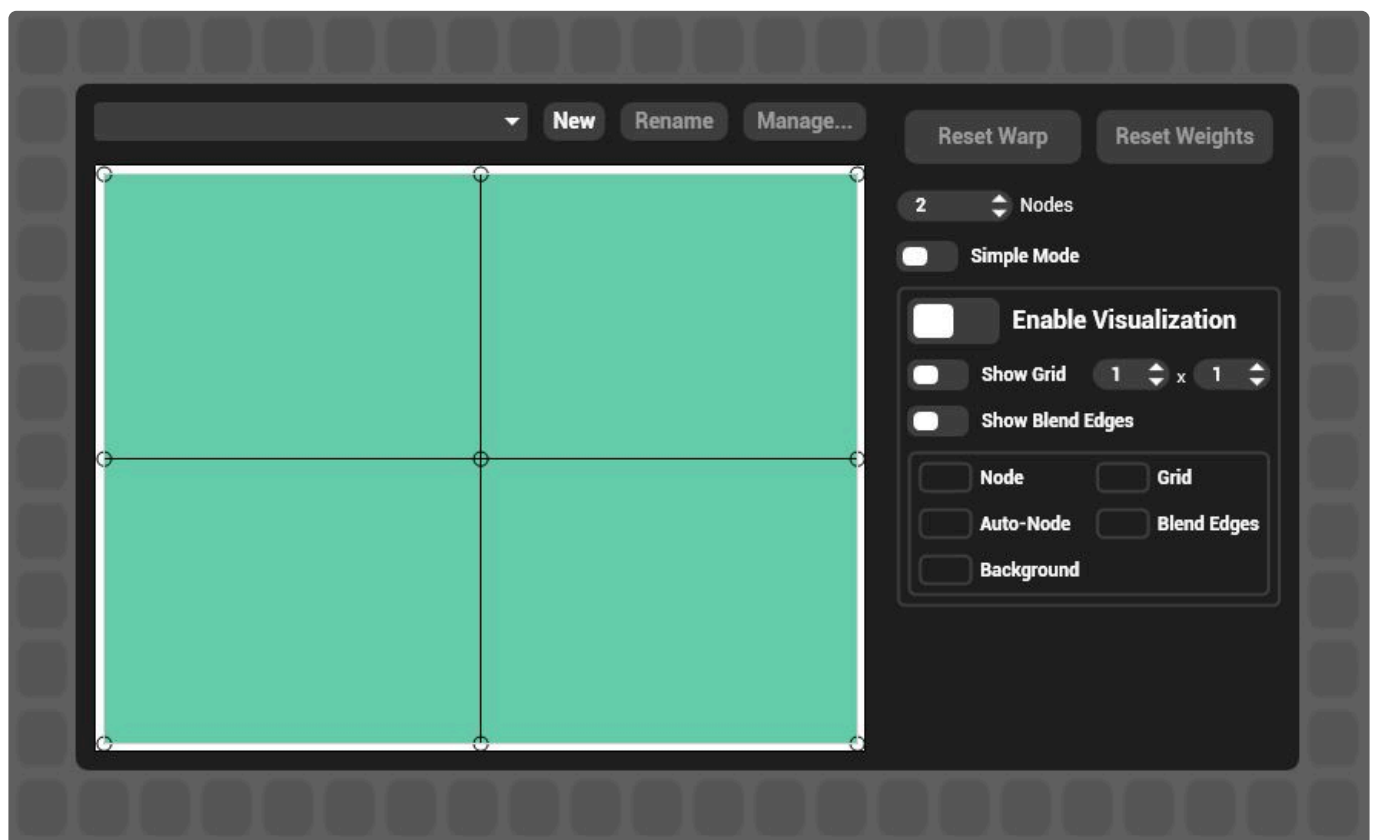 New Rename Manage...
Reset Warp Reset Weights
2 Nodes
Simple Mode
Enable Visualization
Show Grid 1 x 1
Show Blend Edges
Node Grid
Auto-Node Blend Edges
Background